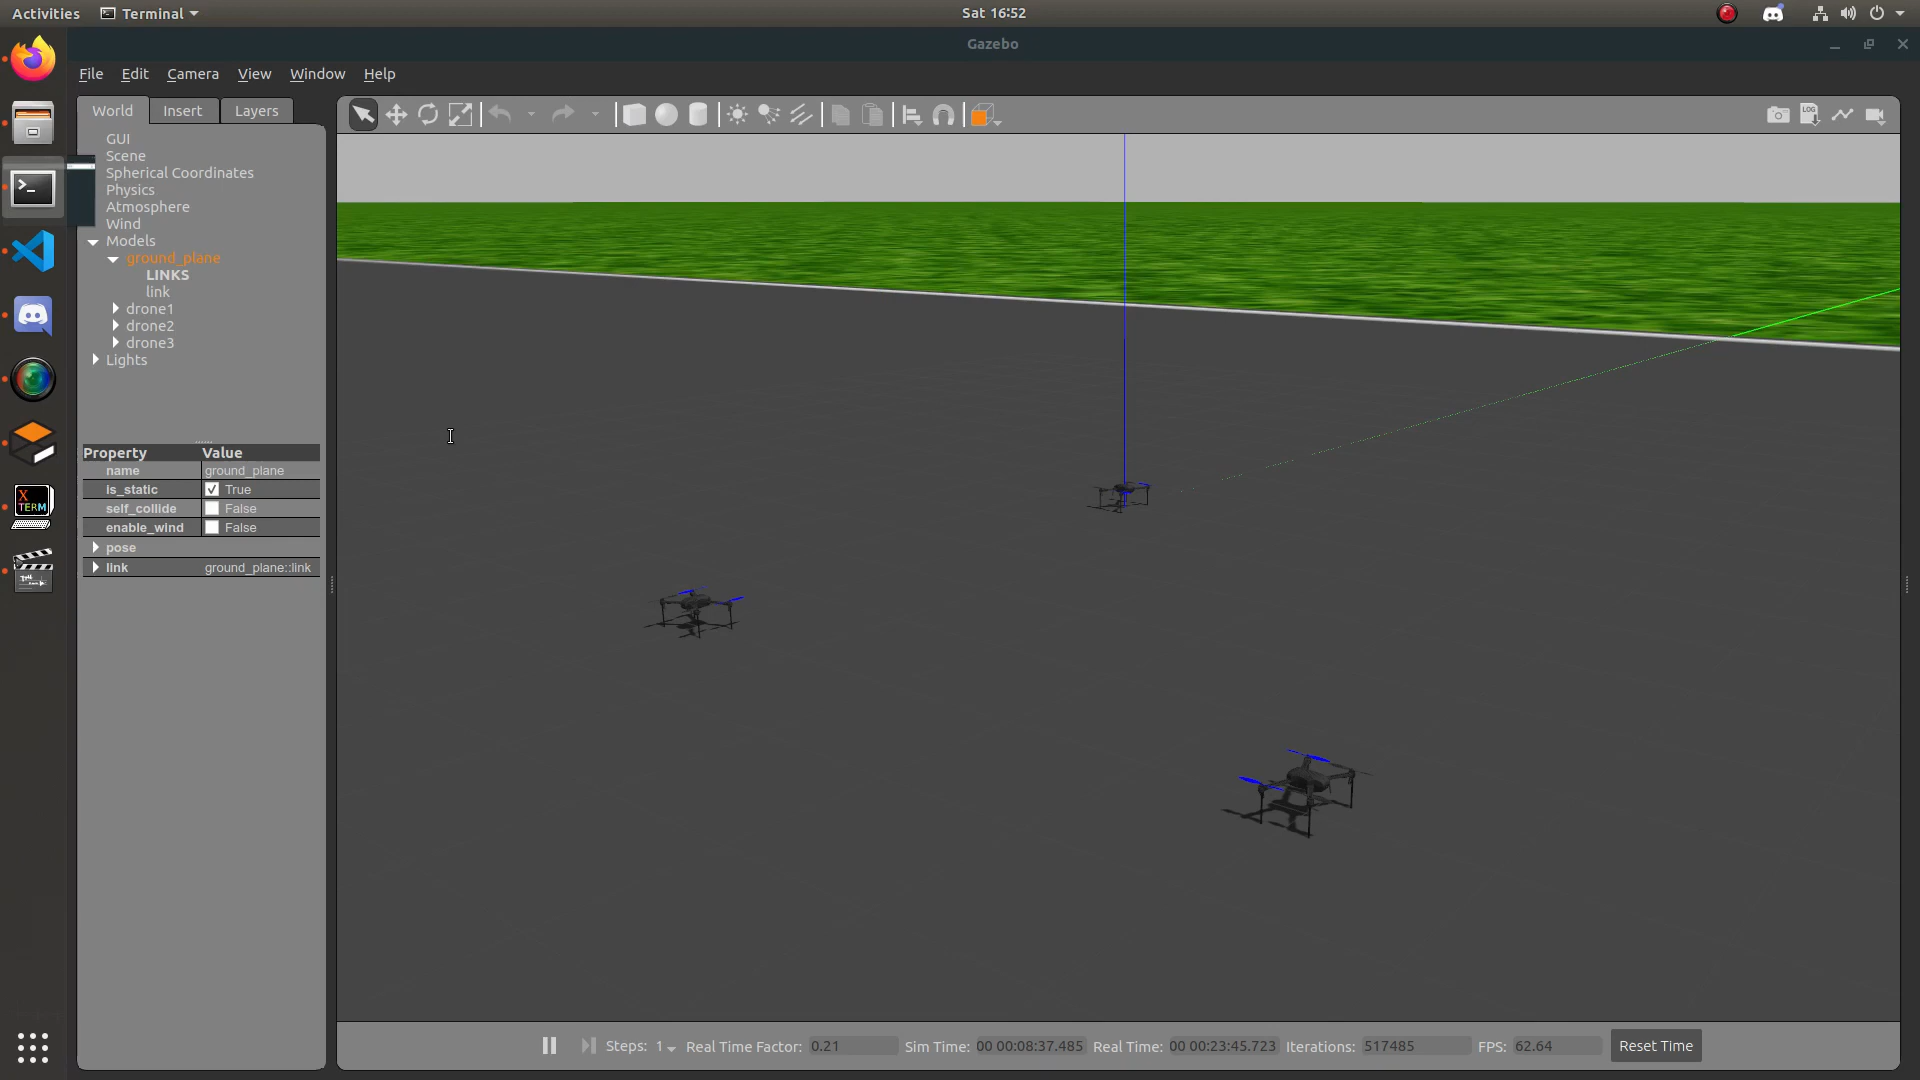 Activities Terminal Sat 16:52
Gazebo
File Edit Camera View Window Help
World Insert Layers
GUI
Scene
Spherical Coordinates
Physics
Atmosphere
Wind
Models
ground_plane
LINKS
link
drone1
drone2
drone3
Lights
LOG
Property Value
name ground_plane
is_static True
self_collide False
enable_wind False
pose
link ground_plane::link
X
TERM
Steps: 1 Real Time Factor: 0.21 Sim Time: 00 00:08:37.485 Real Time: 00 00:23:45.723 Iterations: 517485 FPS: 62.64 Reset Time